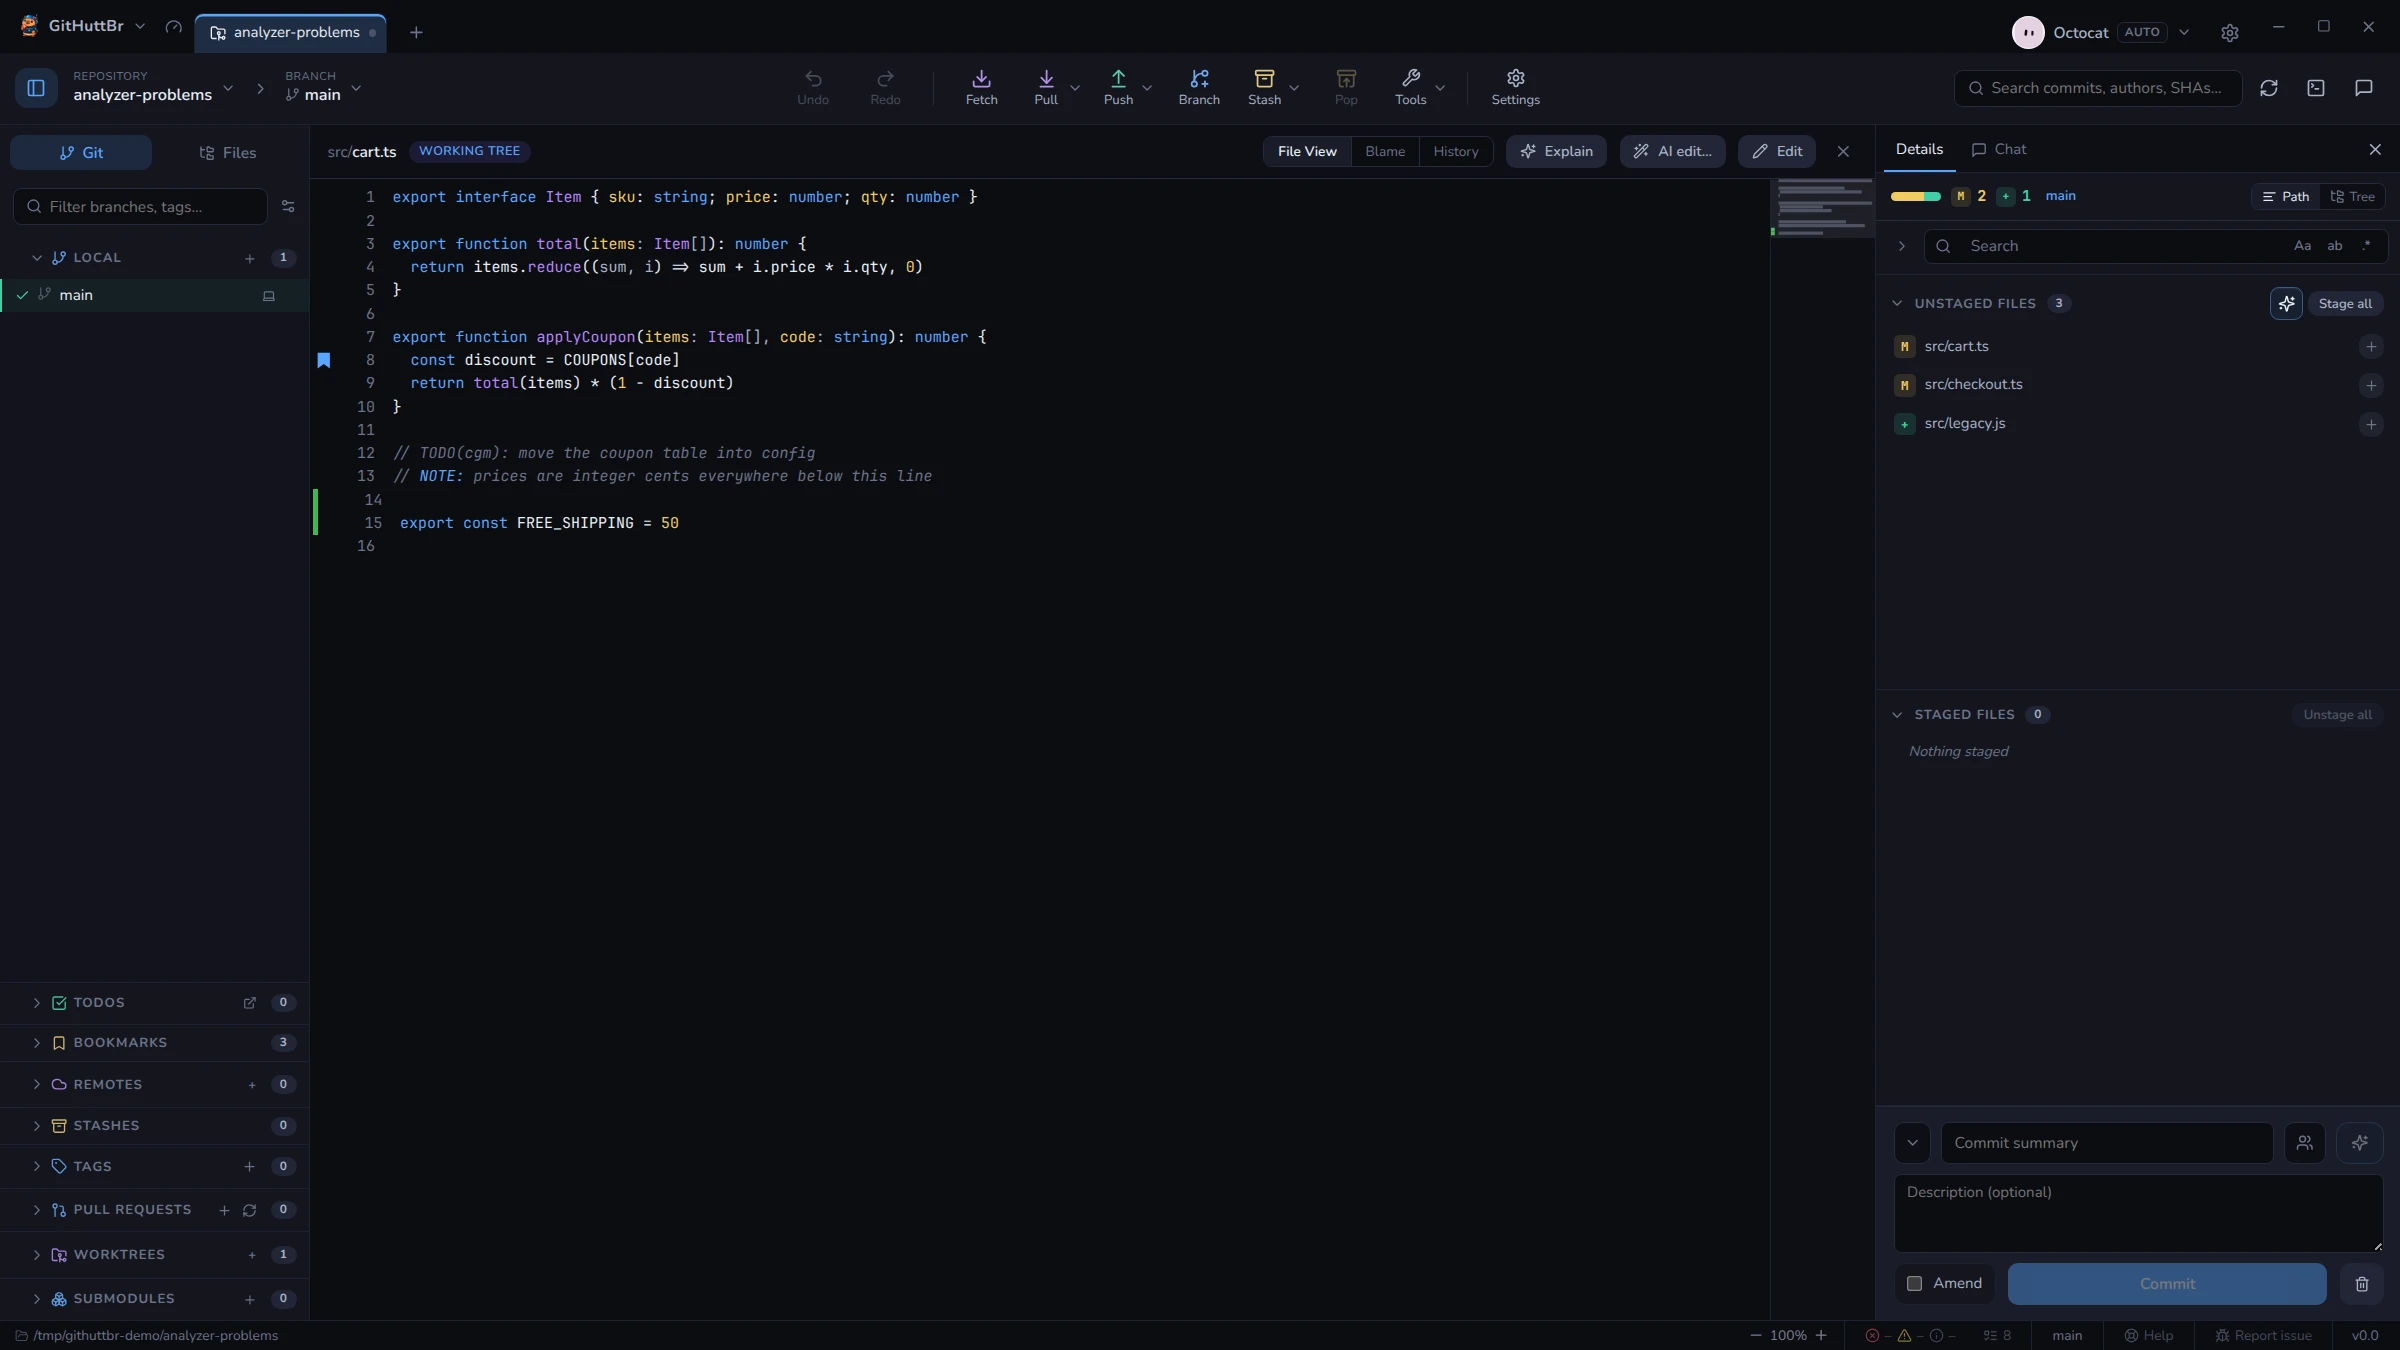 GitHuttBr
analyzer-problems
Octocat AUTO
REPOSITORY
analyzer-problems
BRANCH
main
Undo
Redo
Fetch
Pull
Push
Branch
Stash
Pop
Tools
Settings
Search commits, authors, SHAs...
Git
Files
Filter branches, tags...
LOCAL 1
main
TODOS 0
BOOKMARKS 3
REMOTES 0
STASHES 0
TAGS 0
PULL REQUESTS 0
WORKTREES 1
SUBMODULES 0
src/cart.ts WORKING TREE
File View
Blame
History
Explain
AI edit...
Edit
1 export interface Item { sku: string; price: number; qty: number }
2
3 export function total(items: Item[]): number {
4 return items.reduce((sum, i) => sum + i.price * i.qty, 0)
5 }
6
7 export function applyCoupon(items: Item[], code: string): number {
8 const discount = COUPONS[code]
9 return total(items) * (1 - discount)
10 }
11
12 // TODO(cgm): move the coupon table into config
13 // NOTE: prices are integer cents everywhere below this line
14
15 export const FREE_SHIPPING = 50
16
Details
Chat
M 2 + 1 main
Path
Tree
Search Aa ab .*
UNSTAGED FILES 3
Stage all
M src/cart.ts
M src/checkout.ts
+ src/legacy.js
STAGED FILES 0
Unstage all
Nothing staged
Commit summary
Description (optional)
Amend
Commit
/tmp/githuttbr-demo/analyzer-problems
100%
– – –
8
main
Help
Report issue
v0.0